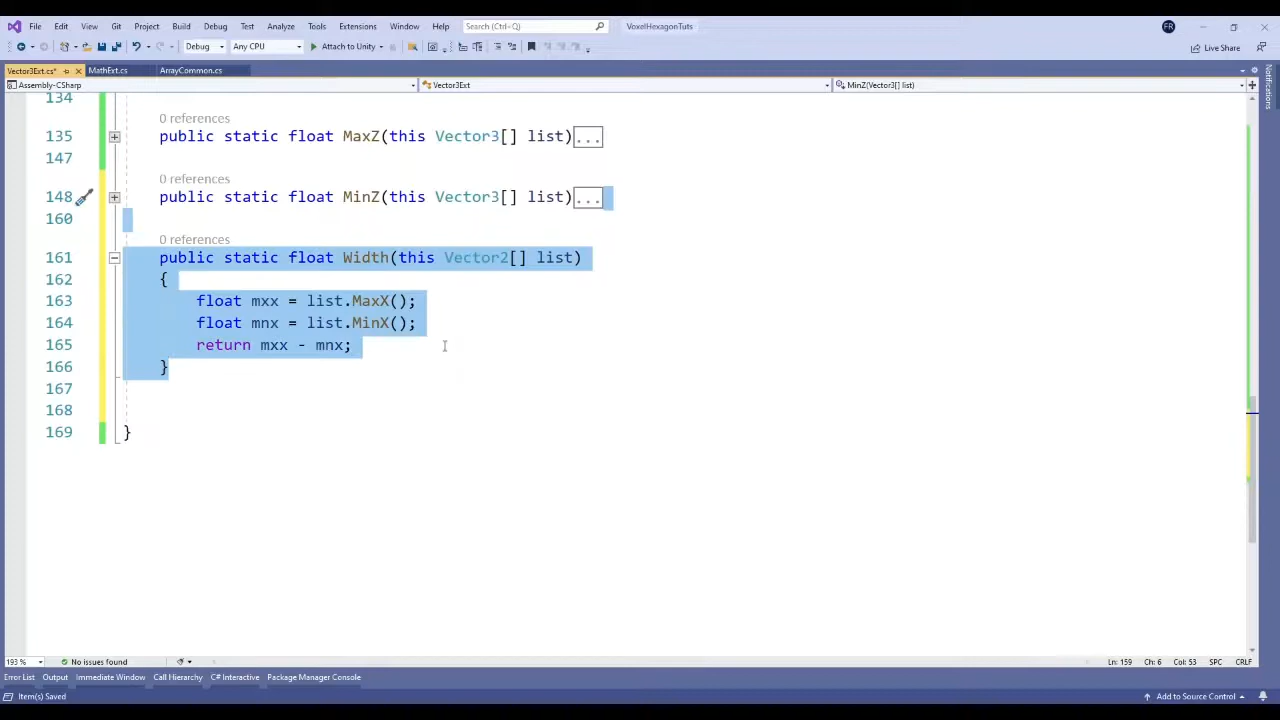 File Edit View Git Project Build Debug Test Analyze Tools Extensions Window Help Search (Ctrl+Q) VoxelHexagonTuts FR
Debug Any CPU Attach to Unity Live Share
Vector3Ext.cs* MathExt.cs ArrayCommon.cs
Assembly-CSharp Vector3Ext MinZ(Vector3[] list)
Notifications
134
0 references
135 public static float MaxZ(this Vector3[] list)...
147
0 references
148 public static float MinZ(this Vector3[] list)...
160
0 references
161 public static float Width(this Vector2[] list)
162 {
163 float mxx = list.MaxX();
164 float mnx = list.MinX();
165 return mxx - mnx;
166 }
167
168
169 }
193 % No issues found Ln: 159 Ch: 6 Col: 53 SPC CRLF
Error List Output Immediate Window Call Hierarchy C# Interactive Package Manager Console
Item(s) Saved Add to Source Control